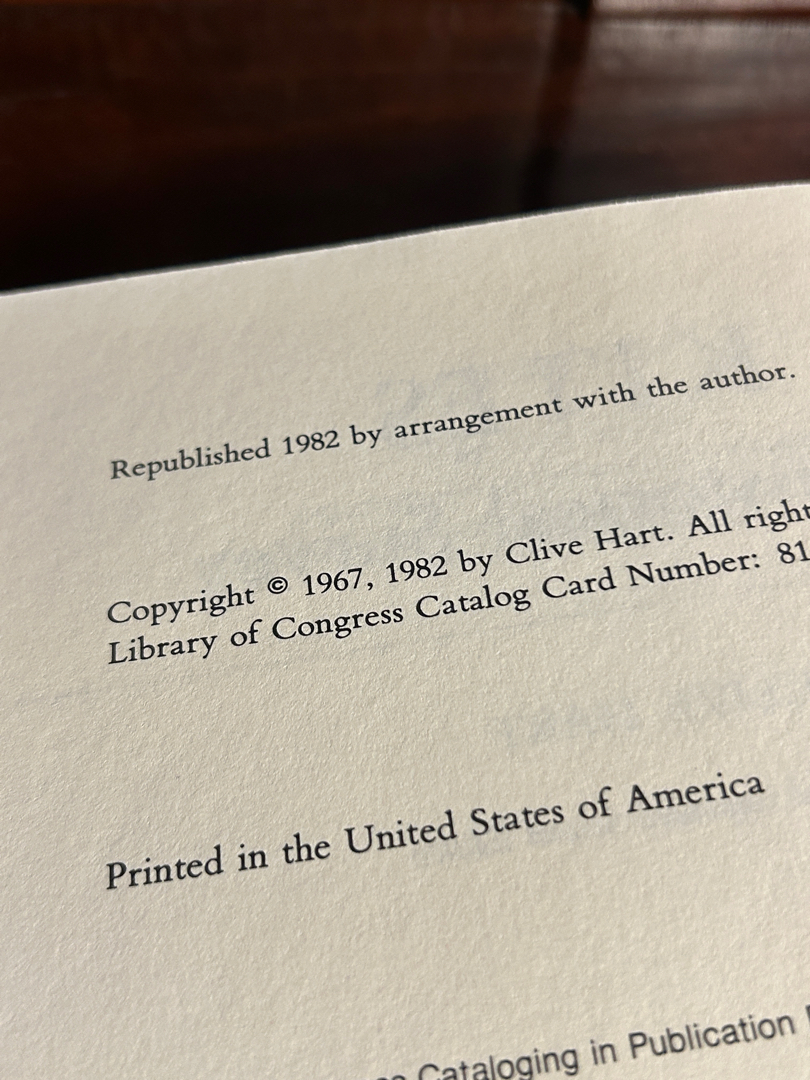 Republished 1982 by arrangement with the author.
Copyright © 1967, 1982 by Clive Hart. All right
Library of Congress Catalog Card Number: 81
Printed in the United States of America
Cataloging in Publication